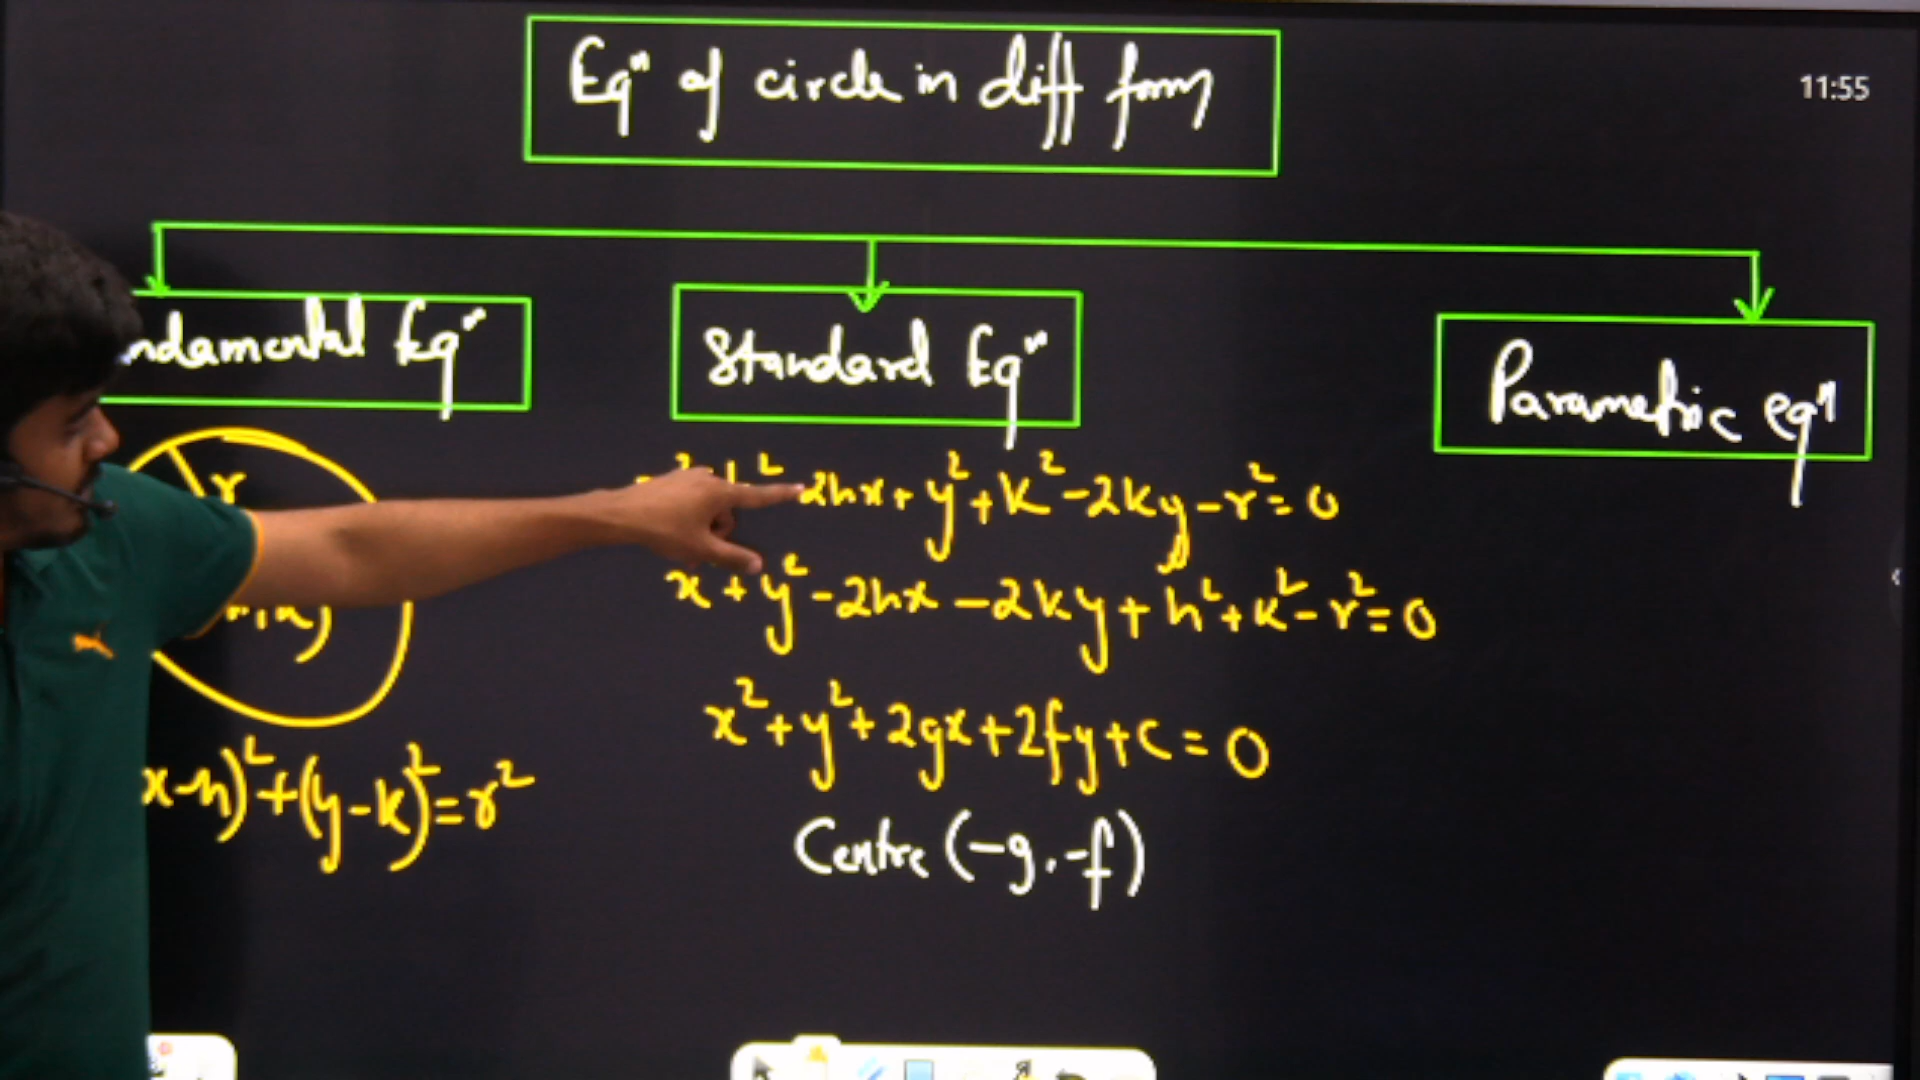 Eqⁿ of circle in diff form
11:55
ndamental Eqⁿ
Standard Eqⁿ
Parametric eqⁿ
r
2hx + y² + k² - 2ky - r² = 0
x + y² - 2hx - 2ky + h² + k² - r² = 0
x² + y² + 2gx + 2fy + c = 0
x-h)² + (y-k)² = r²
Centre (-g, -f)